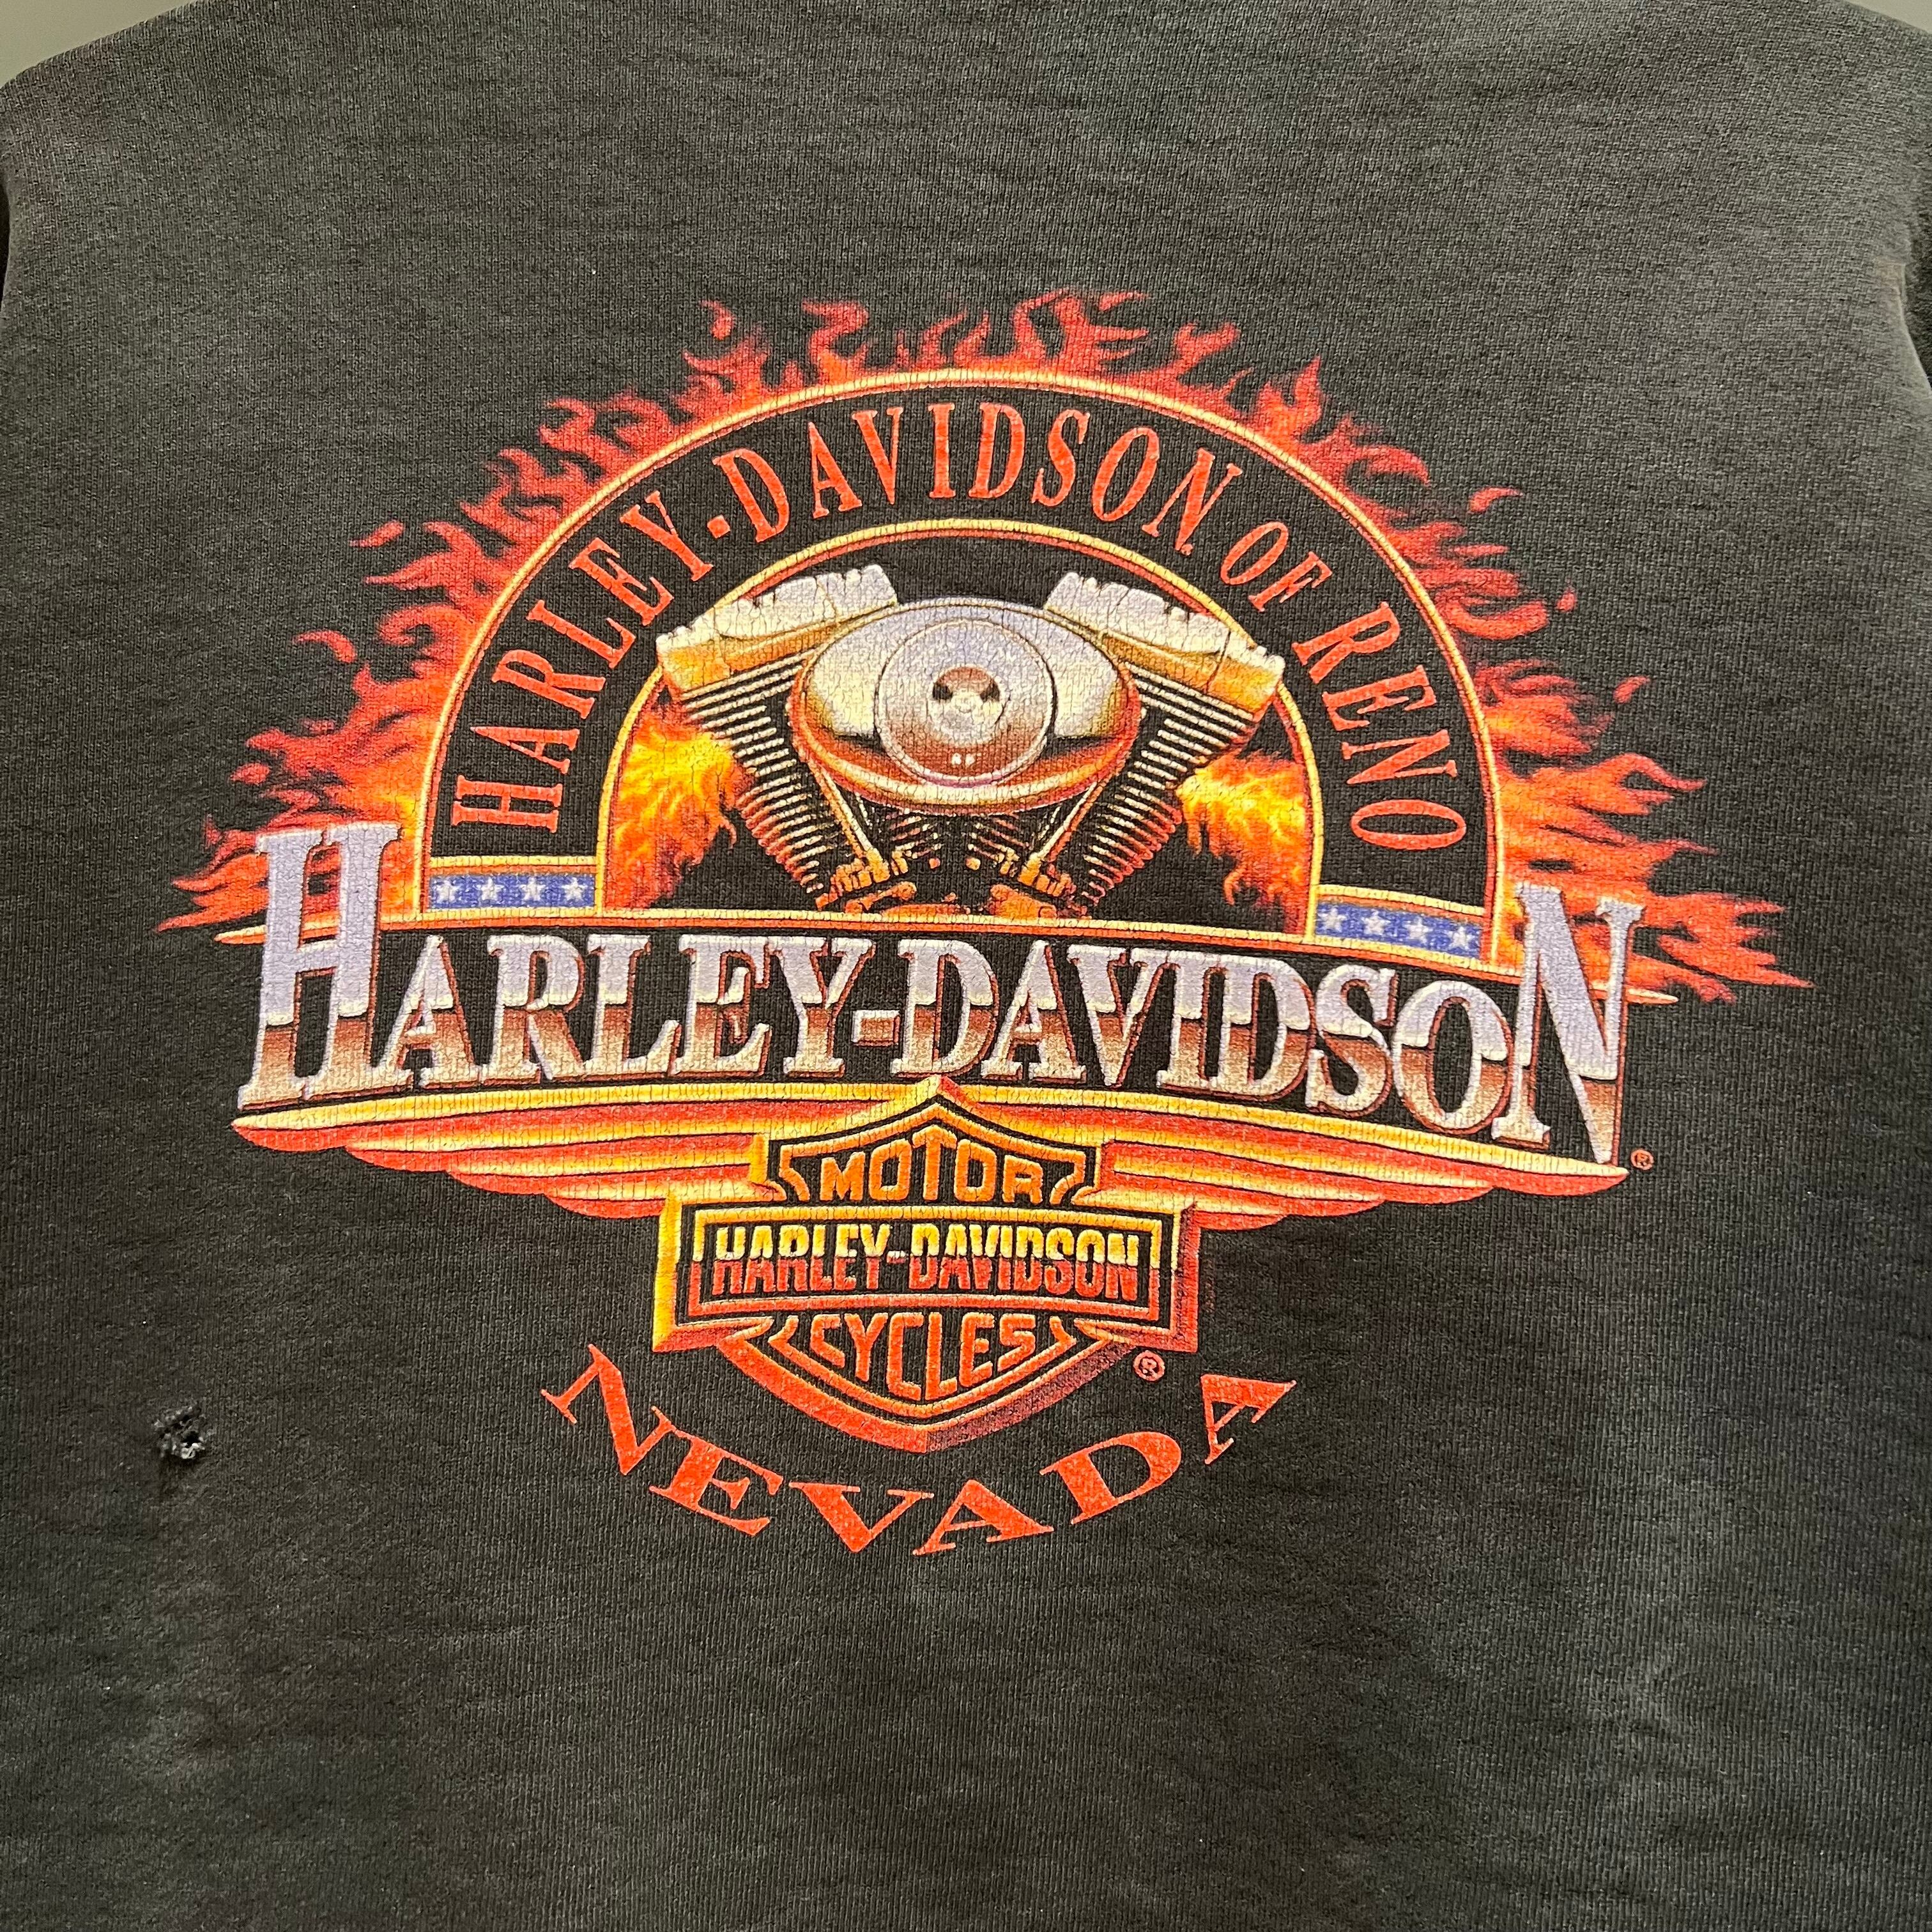 HARLEY-DAVIDSON OF RENO
HARLEY-DAVIDSON®
MOTOR
HARLEY-DAVIDSON
CYCLES®
NEVADA